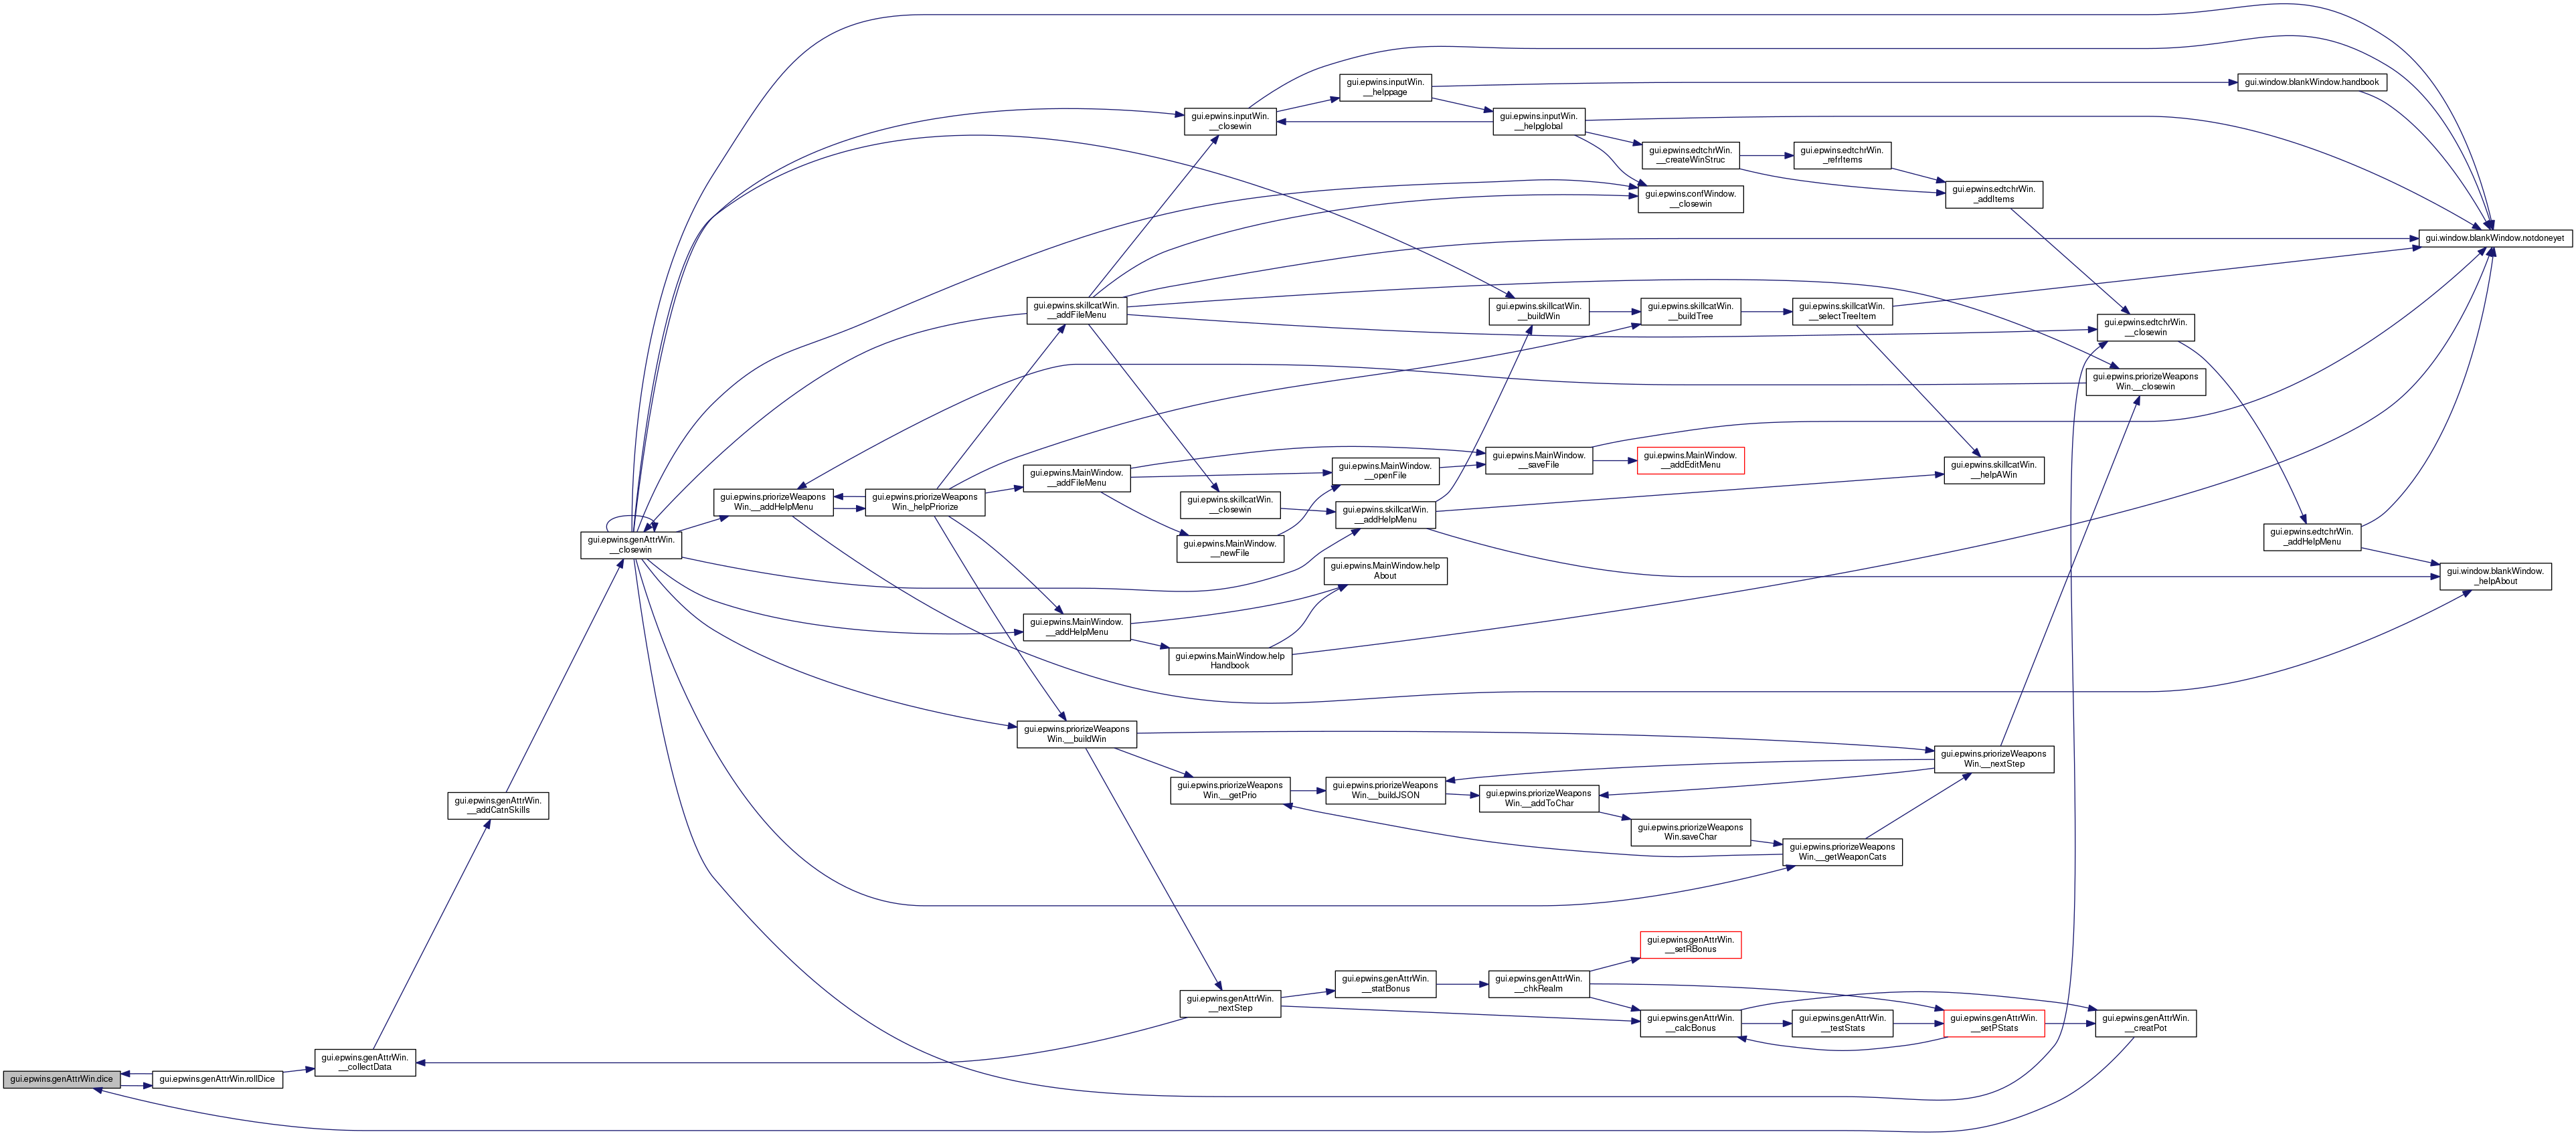 gui.epwins.inputWin.
__helppage
gui.window.blankWindow.handbook
gui.epwins.inputWin.
__closewin
gui.epwins.inputWin.
__helpglobal
gui.epwins.edtchrWin.
__createWinStruc
gui.epwins.edtchrWin.
_refrItems
gui.epwins.edtchrWin.
_addItems
gui.epwins.confWindow.
__closewin
gui.window.blankWindow.notdoneyet
gui.epwins.skillcatWin.
__addFileMenu
gui.epwins.skillcatWin.
__buildWin
gui.epwins.skillcatWin.
__buildTree
gui.epwins.skillcatWin.
__selectTreeItem
gui.epwins.edtchrWin.
__closewin
gui.epwins.priorizeWeapons
Win.__closewin
gui.epwins.MainWindow.
__saveFile
gui.epwins.MainWindow.
__addEditMenu
gui.epwins.MainWindow.
__openFile
gui.epwins.skillcatWin.
__helpAWin
gui.epwins.MainWindow.
__addFileMenu
gui.epwins.priorizeWeapons
Win.__addHelpMenu
gui.epwins.priorizeWeapons
Win._helpPriorize
gui.epwins.skillcatWin.
__closewin
gui.epwins.skillcatWin.
__addHelpMenu
gui.epwins.genAttrWin.
__closewin
gui.epwins.MainWindow.
__newFile
gui.epwins.edtchrWin.
_addHelpMenu
gui.epwins.MainWindow.help
About
gui.window.blankWindow.
_helpAbout
gui.epwins.MainWindow.
__addHelpMenu
gui.epwins.MainWindow.help
Handbook
gui.epwins.priorizeWeapons
Win.__buildWin
gui.epwins.priorizeWeapons
Win.__nextStep
gui.epwins.priorizeWeapons
Win.__getPrio
gui.epwins.priorizeWeapons
Win.__buildJSON
gui.epwins.priorizeWeapons
Win.__addToChar
gui.epwins.genAttrWin.
__addCatnSkills
gui.epwins.priorizeWeapons
Win.saveChar
gui.epwins.priorizeWeapons
Win.__getWeaponCats
gui.epwins.genAttrWin.
__setRBonus
gui.epwins.genAttrWin.
__statBonus
gui.epwins.genAttrWin.
__chkRealm
gui.epwins.genAttrWin.
__nextStep
gui.epwins.genAttrWin.
__calcBonus
gui.epwins.genAttrWin.
__testStats
gui.epwins.genAttrWin.
__setPStats
gui.epwins.genAttrWin.
__creatPot
gui.epwins.genAttrWin.
__collectData
gui.epwins.genAttrWin.dice
gui.epwins.genAttrWin.rollDice